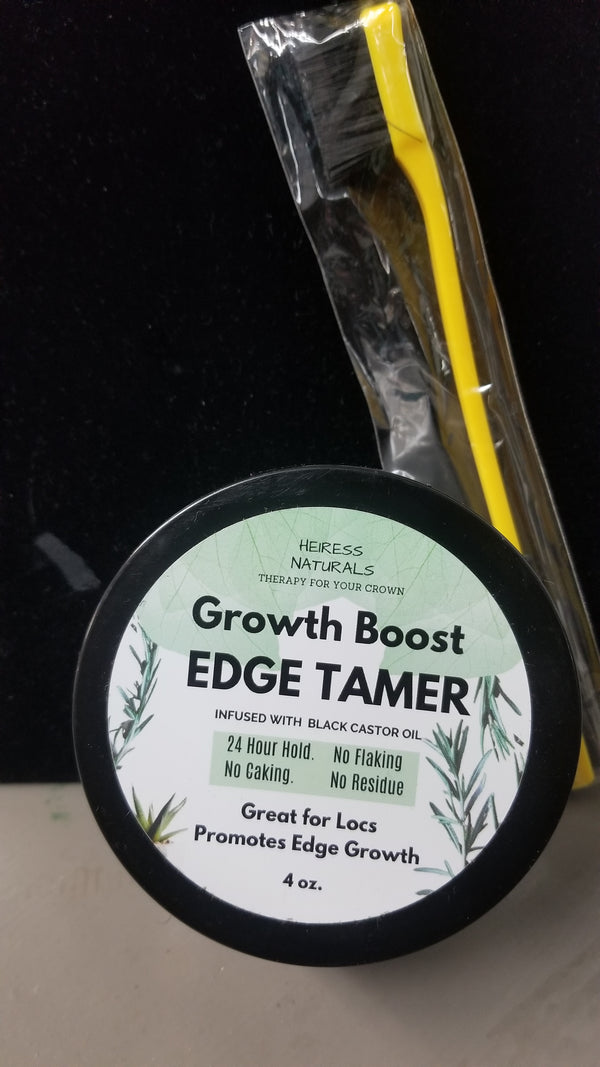 HEIRESS
NATURALS
THERAPY FOR YOUR CROWN
Growth Boost
EDGE TAMER
INFUSED WITH BLACK CASTOR OIL
24 Hour Hold. No Flaking
No Caking. No Residue
Great for Locs
Promotes Edge Growth
4 oz.